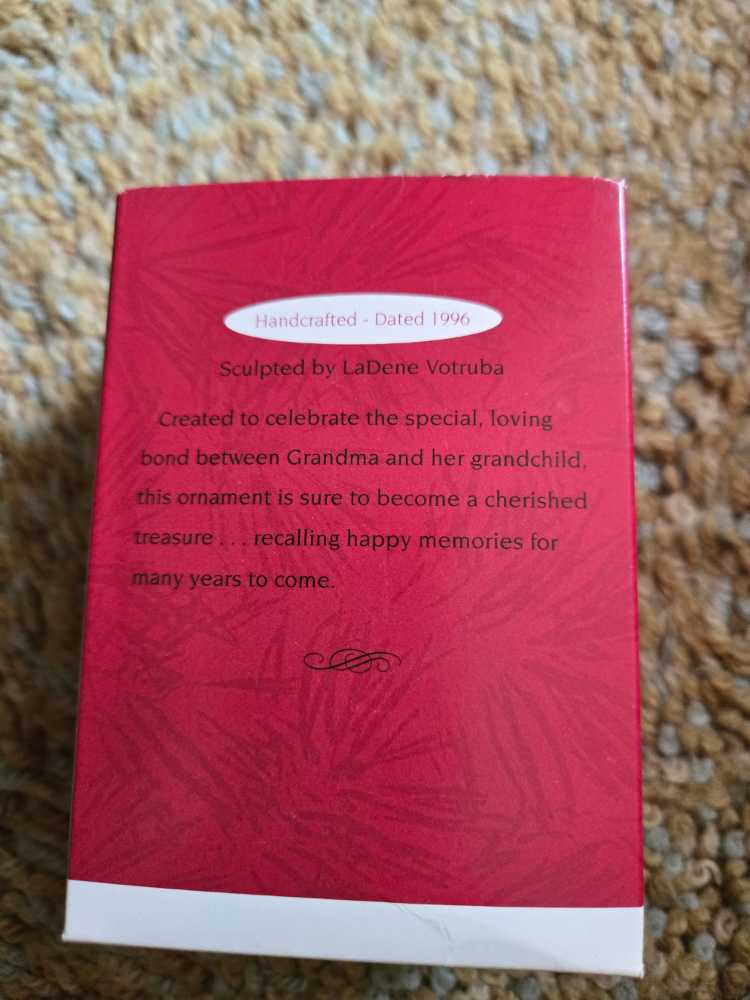 Handcrafted - Dated 1996
Sculpted by LaDene Votruba
Created to celebrate the special, loving
bond between Grandma and her grandchild,
this ornament is sure to become a cherished
treasure . . . recalling happy memories for
many years to come.